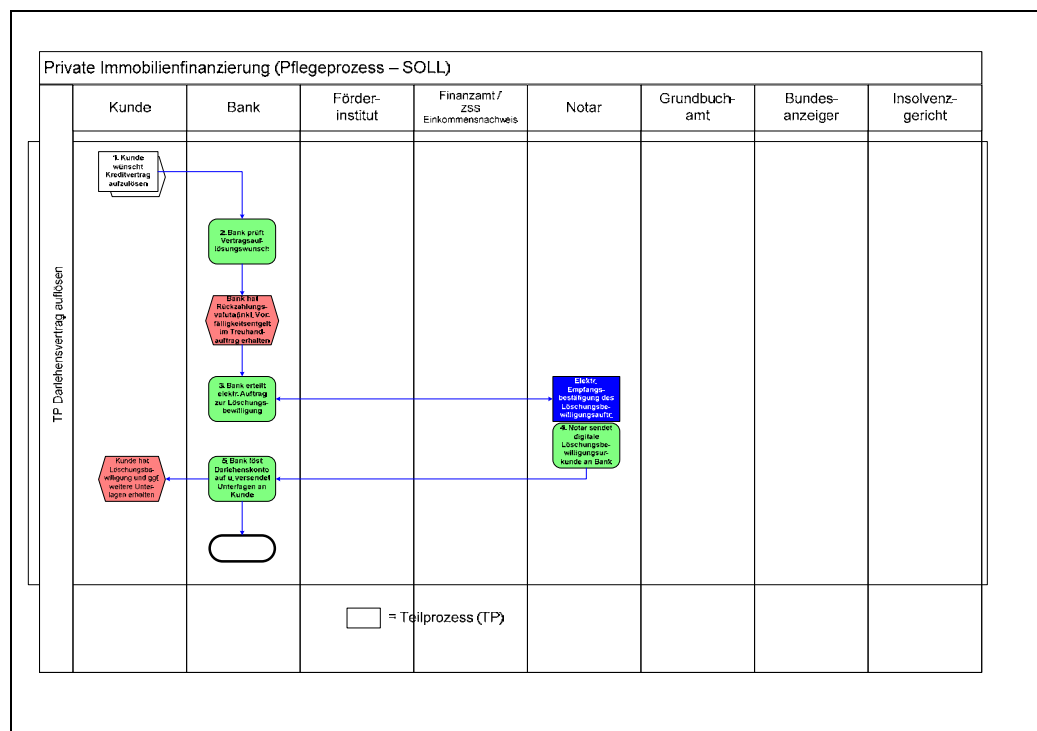 Private Immobilienfinanzierung (Pflegeprozess – SOLL)
Kunde
Bank
Förder-
institut
Finanzamt /
ZSS
Einkommensnachweis
Notar
Grundbuch-
amt
Bundes-
anzeiger
Insolvenz-
gericht
TP Darlehensvertrag auflösen
1. Kunde
wünscht
Kreditvertrag
aufzulösen
2. Bank prüft
Vertragsauf-
lösungswunsch
Bank hat
Rückzahlungs-
valuta(inkl. Vor-
fälligkeitsentgelt
im Treuhand-
auftrag erhalten
3. Bank erteilt
elektr. Auftrag
zur Löschungs-
bewilligung
Elektr.
Empfangs-
bestätigung des
Löschungsbe-
willigungsauftr.
4. Notar sendet
digitale
Löschungsbe-
willigungsur-
kunde an Bank
Kunde hat
Löschungsbe-
willigung und ggf.
weitere Unter-
lagen erhalten
5. Bank löst
Darlehenskonto
auf u. versendet
Unterlagen an
Kunde
= Teilprozess (TP)